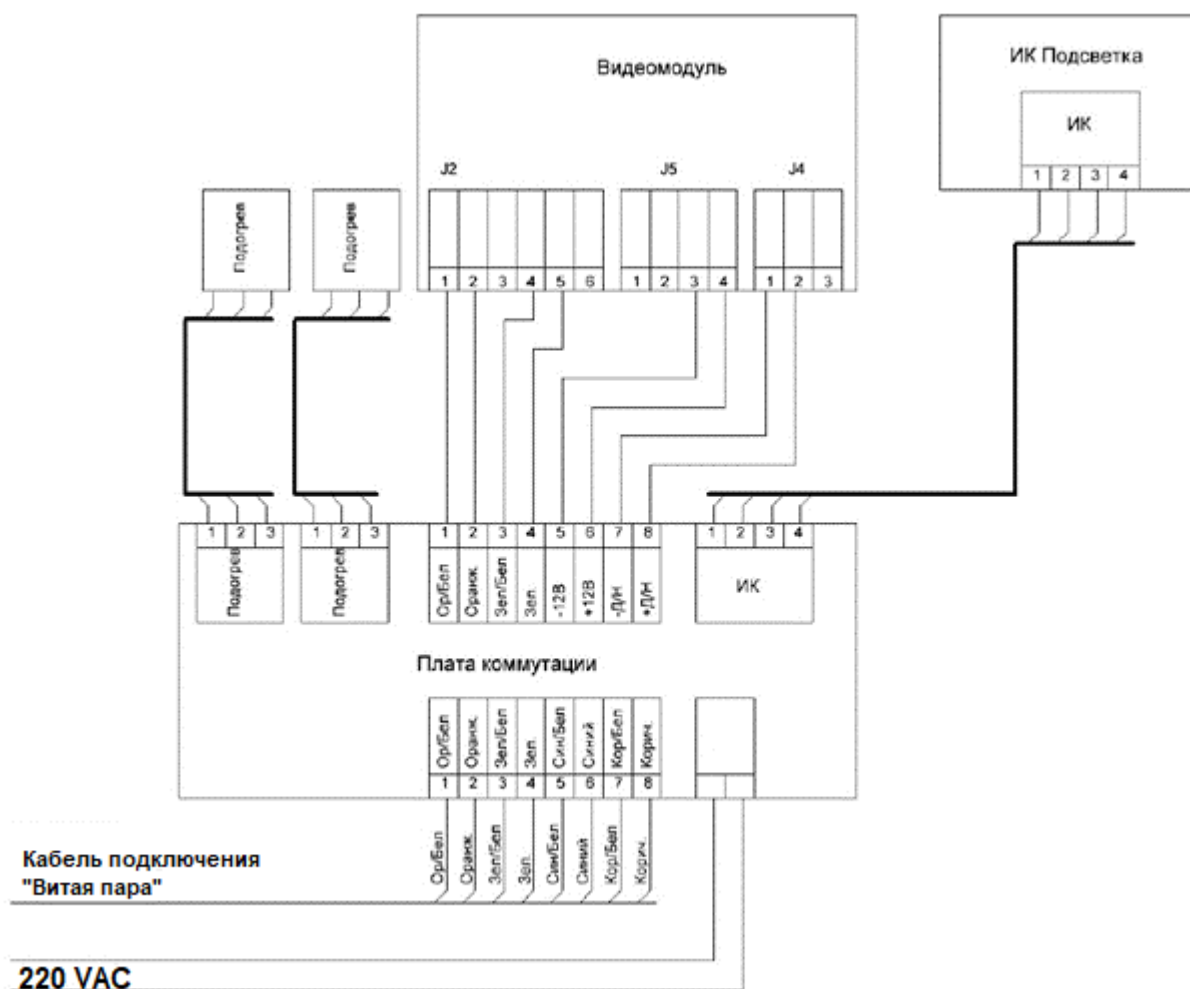 Видеомодуль
ИК Подсветка
ИК
1 2 3 4
J2 J5 J4
Подогрев Подогрев
1 2 3 4 5 6 1 2 3 4 1 2 3
1 2 3 1 2 3 1 2 3 4 5 6 7 8 1 2 3 4
Подогрев Подогрев Ор/Бел Оранж. Зел/Бел Зел. -12В +12В -Д/Н +Д/Н ИК
Плата коммутации
Ор/Бел Оранж. Зел/Бел Зел. Син/Бел Синий Кор/Бел Корич.
1 2 3 4 5 6 7 8
Ор/Бел Оранж. Зел/Бел Зел. Син/Бел Синий Кор/Бел Корич.
Кабель подключения
"Витая пара"
220 VAC